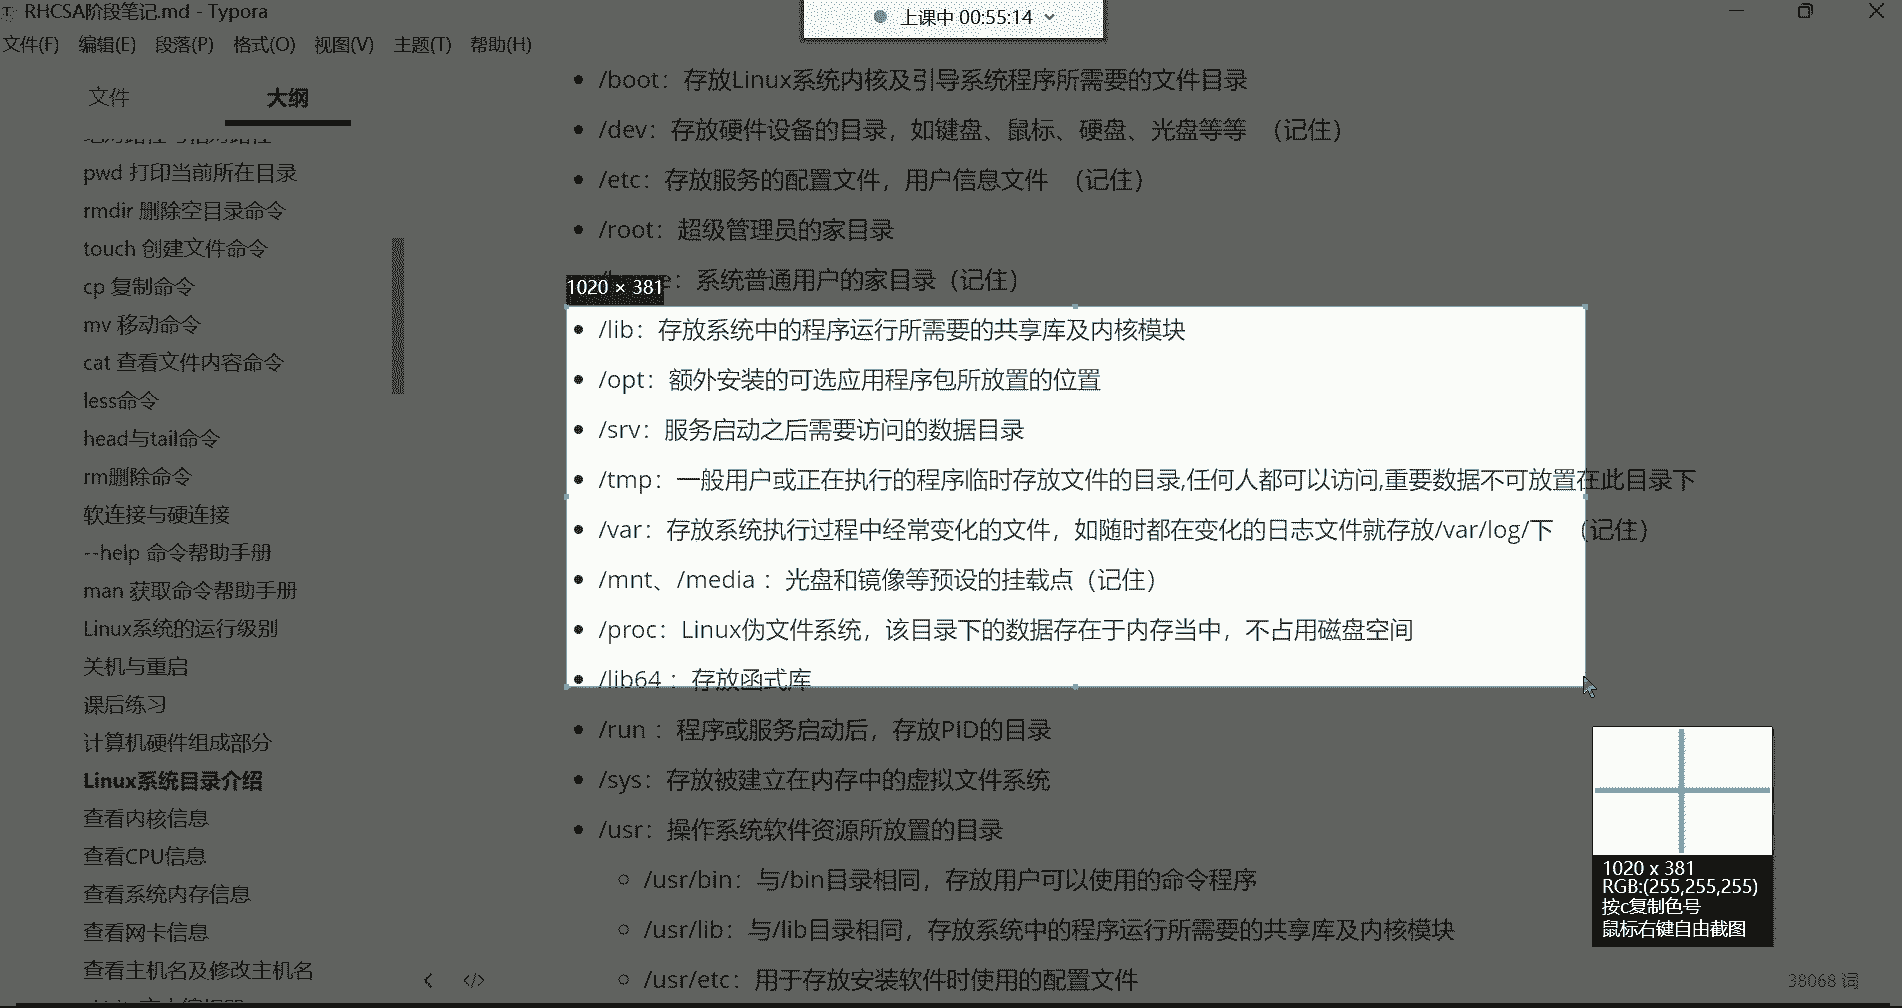 RHCSA阶段笔记.md - Typora
上课中 00:55:14
文件(F) 编辑(E) 段落(P) 格式(O) 视图(V) 主题(T) 帮助(H)
文件 大纲
pwd 打印当前所在目录
rmdir 删除空目录命令
touch 创建文件命令
cp 复制命令
mv 移动命令
cat 查看文件内容命令
less命令
head与tail命令
rm删除命令
软连接与硬连接
--help 命令帮助手册
man 获取命令帮助手册
Linux系统的运行级别
关机与重启
课后练习
计算机硬件组成部分
Linux系统目录介绍
查看内核信息
查看CPU信息
查看系统内存信息
查看网卡信息
查看主机名及修改主机名
/boot：存放Linux系统内核及引导系统程序所需要的文件目录
/dev：存放硬件设备的目录，如键盘、鼠标、硬盘、光盘等等 （记住）
/etc：存放服务的配置文件，用户信息文件 （记住）
/root：超级管理员的家目录
e：系统普通用户的家目录（记住）
1020 × 381
/lib：存放系统中的程序运行所需要的共享库及内核模块
/opt：额外安装的可选应用程序包所放置的位置
/srv：服务启动之后需要访问的数据目录
/tmp：一般用户或正在执行的程序临时存放文件的目录,任何人都可以访问,重要数据不可放置在此目录下
/var：存放系统执行过程中经常变化的文件，如随时都在变化的日志文件就存放/var/log/下 （记住）
/mnt、/media ：光盘和镜像等预设的挂载点（记住）
/proc：Linux伪文件系统，该目录下的数据存在于内存当中，不占用磁盘空间
/lib64 ：存放函式库
/run ：程序或服务启动后，存放PID的目录
/sys：存放被建立在内存中的虚拟文件系统
/usr：操作系统软件资源所放置的目录
/usr/bin：与/bin目录相同，存放用户可以使用的命令程序
/usr/lib：与/lib目录相同，存放系统中的程序运行所需要的共享库及内核模块
/usr/etc：用于存放安装软件时使用的配置文件
1020 x 381
RGB:(255,255,255)
按c复制色号
鼠标右键自由截图
38068 词